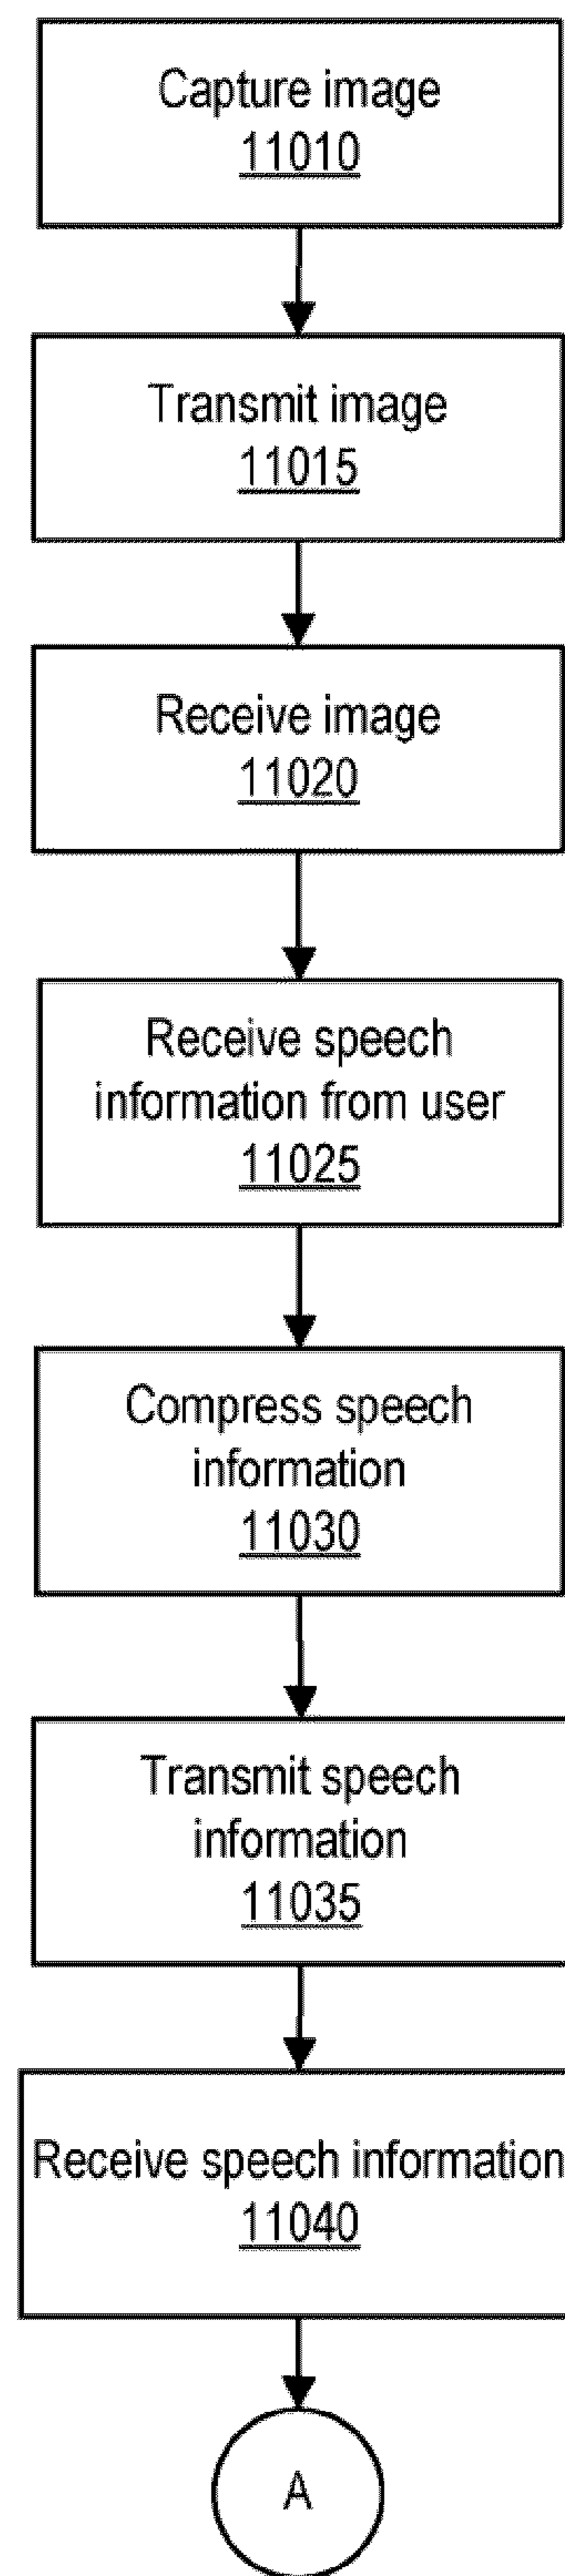 Capture image
11010
Transmit image
11015
Receive image
11020
Receive speech
information from user
11025
Compress speech
information
11030
Transmit speech
information
11035
Receive speech information
11040
A